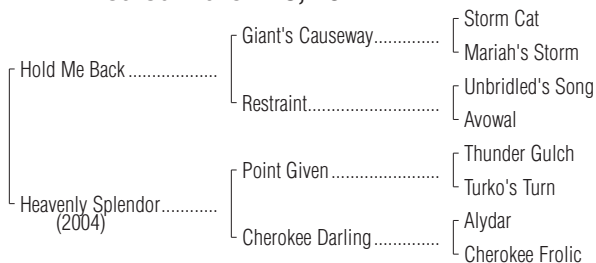 Storm Cat
Giant's Causeway..............
Mariah's Storm
Hold Me Back ...................
Unbridled's Song
Restraint............................
Avowal
Thunder Gulch
Point Given.......................
Turko's Turn
Heavenly Splendor............
(2004)
Alydar
Cherokee Darling..............
Cherokee Frolic